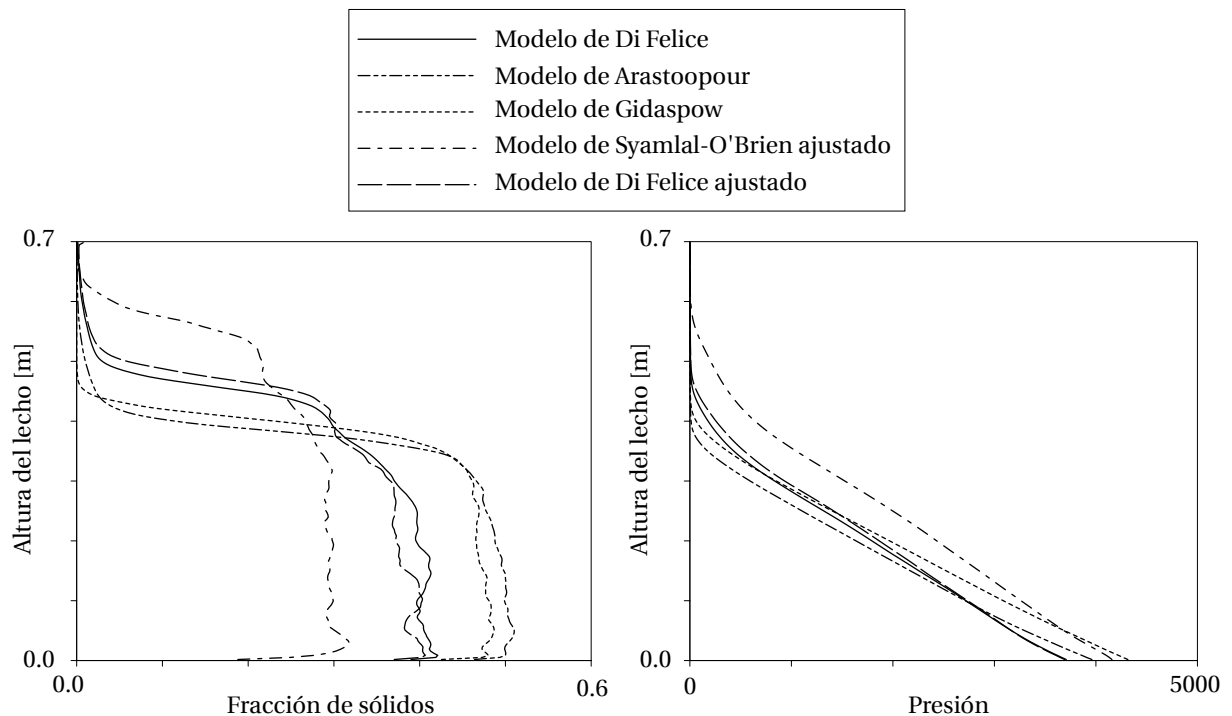 Modelo de Di Felice
Modelo de Arastoopour
Modelo de Gidaspow
Modelo de Syamlal-O'Brien ajustado
Modelo de Di Felice ajustado
0.7
Altura del lecho [m]
0.0
0.0
0.6
Fracción de sólidos
0.7
Altura del lecho [m]
0.0
0
5000
Presión